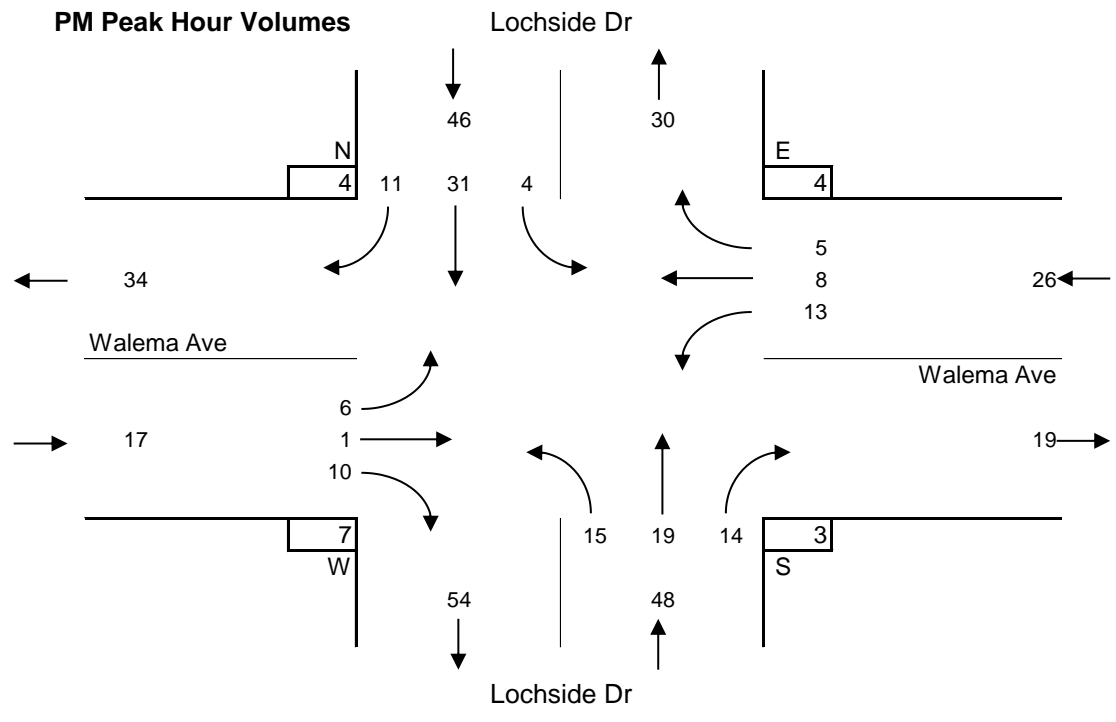 PM Peak Hour Volumes Lochside Dr
46 30
N E
4 11 31 4 4
5
34 8 26
13
Walema Ave
Walema Ave
6
17 1 19
10
7 15 19 14 3
W S
54 48
Lochside Dr